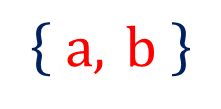 { a, b }